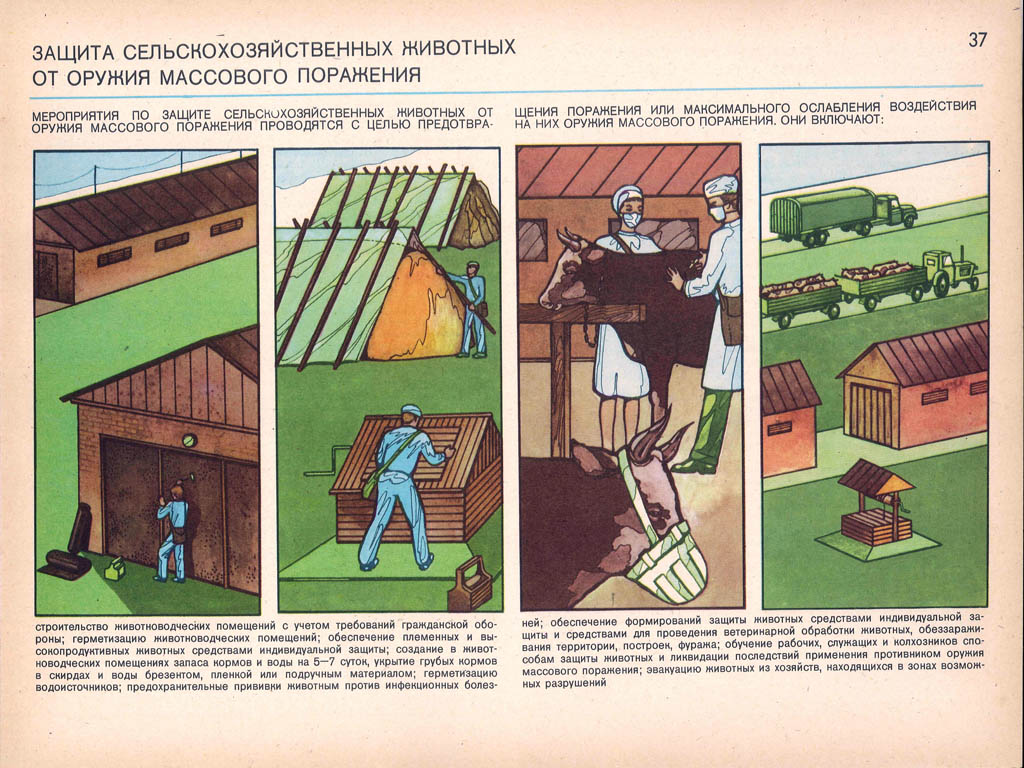 37
ЗАЩИТА СЕЛЬСКОХОЗЯЙСТВЕННЫХ ЖИВОТНЫХ
ОТ ОРУЖИЯ МАССОВОГО ПОРАЖЕНИЯ
МЕРОПРИЯТИЯ ПО ЗАЩИТЕ СЕЛЬСКОХОЗЯЙСТВЕННЫХ ЖИВОТНЫХ ОТ
ОРУЖИЯ МАССОВОГО ПОРАЖЕНИЯ ПРОВОДЯТСЯ С ЦЕЛЬЮ ПРЕДОТВРА-
ЩЕНИЯ ПОРАЖЕНИЯ ИЛИ МАКСИМАЛЬНОГО ОСЛАБЛЕНИЯ ВОЗДЕЙСТВИЯ
НА НИХ ОРУЖИЯ МАССОВОГО ПОРАЖЕНИЯ. ОНИ ВКЛЮЧАЮТ:
строительство животноводческих помещений с учетом требований гражданской обо-
роны; герметизацию животноводческих помещений; обеспечение племенных и вы-
сокопродуктивных животных средствами индивидуальной защиты; создание в живот-
новодческих помещениях запаса кормов и воды на 5—7 суток, укрытие грубых кормов
в скирдах и воды брезентом, пленкой или подручным материалом; герметизацию
водоисточников; предохранительные прививки животным против инфекционных болез-
ней; обеспечение формирований защиты животных средствами индивидуальной за-
щиты и средствами для проведения ветеринарной обработки животных, обеззаражи-
вания территории, построек, фуража; обучение рабочих, служащих и колхозников спо-
собам защиты животных и ликвидации последствий применения противником оружия
массового поражения; эвакуацию животных из хозяйств, находящихся в зонах возмож-
ных разрушений